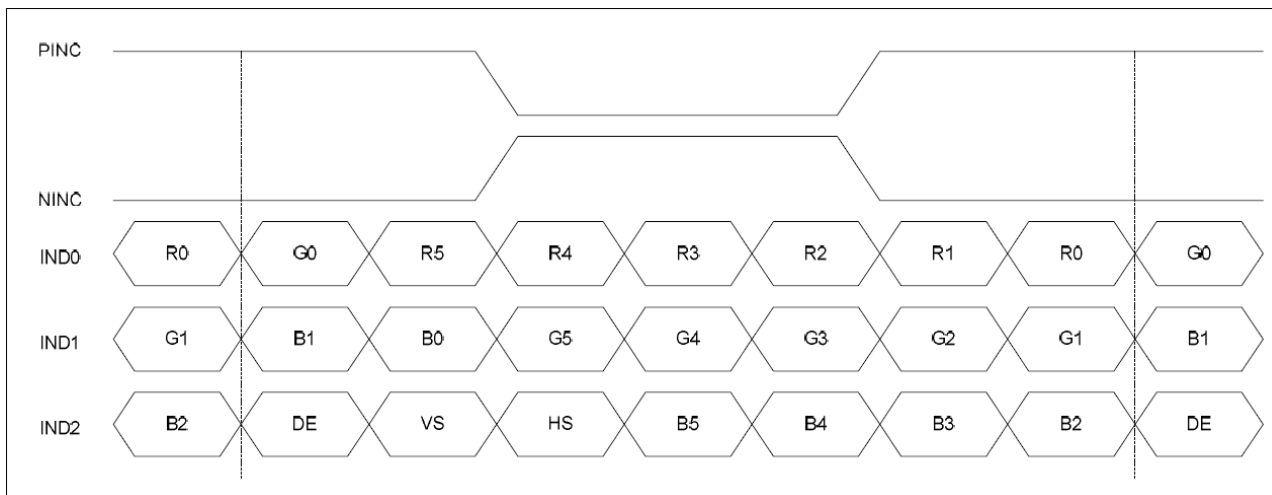 PINC
NINC
IND0 R0 G0 R5 R4 R3 R2 R1 R0 G0
IND1 G1 B1 B0 G5 G4 G3 G2 G1 B1
IND2 B2 DE VS HS B5 B4 B3 B2 DE